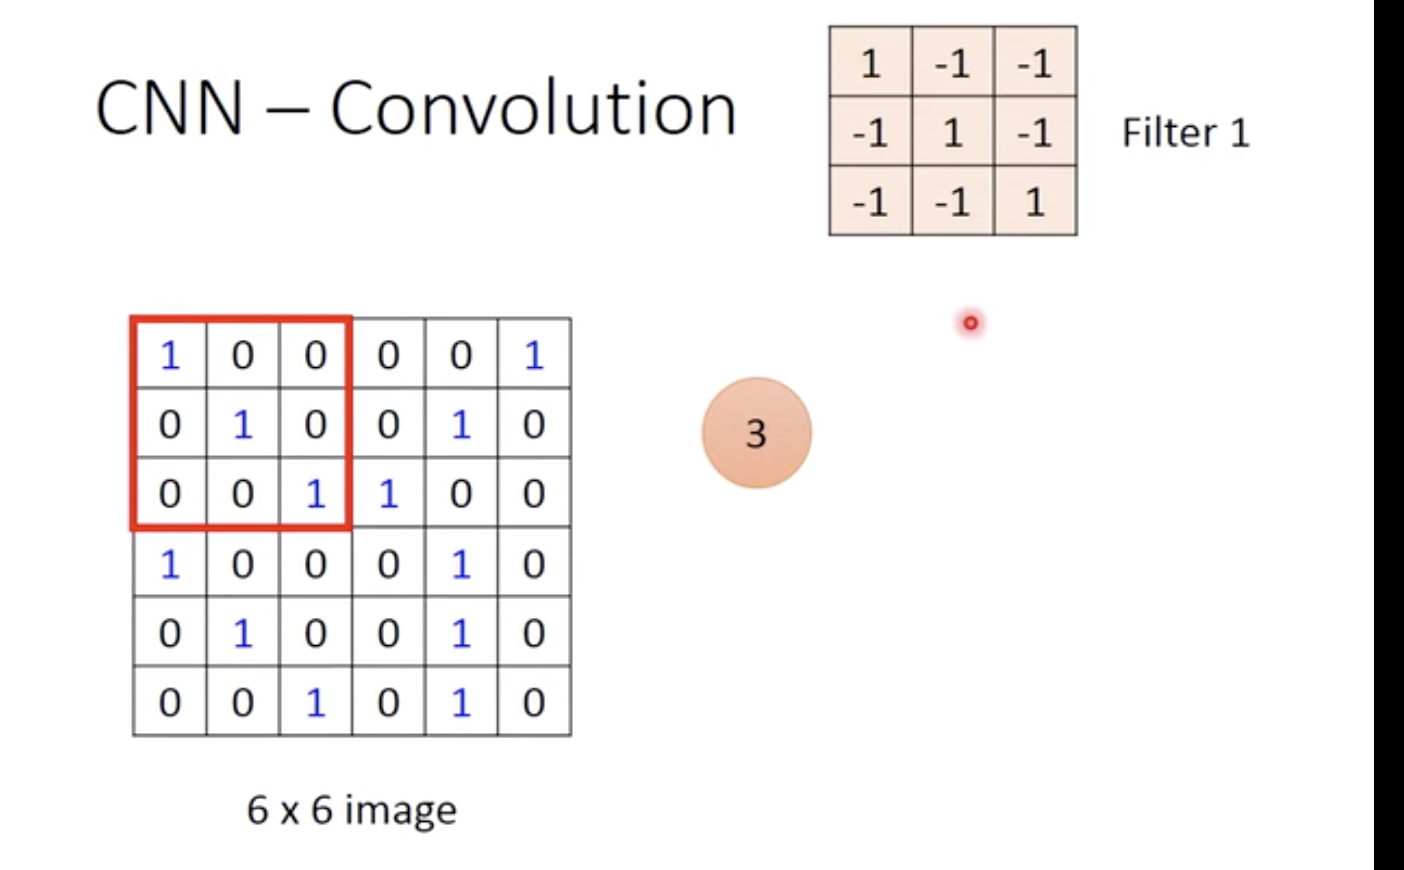 CNN – Convolution
1 -1 -1
-1 1 -1
-1 -1 1
Filter 1
1 0 0 0 0 1
0 1 0 0 1 0
0 0 1 1 0 0
1 0 0 0 1 0
0 1 0 0 1 0
0 0 1 0 1 0
3
6 x 6 image